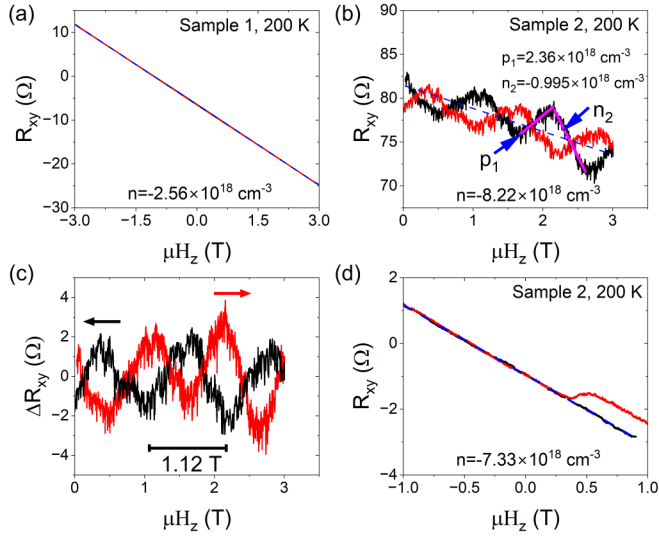 (a)
Sample 1, 200 K
10
0
−10
−20
−30
R_xy (Ω)
n=-2.56×10^18 cm^-3
−3.0
−1.5
0.0
1.5
3.0
μH_z (T)
(b)
Sample 2, 200 K
p_1=2.36×10^18 cm^-3
n_2=-0.995×10^18 cm^-3
90
85
80
75
70
R_xy (Ω)
n_2
p_1
n=-8.22×10^18 cm^-3
0
1
2
3
μH_z (T)
(c)
4
2
0
−2
−4
ΔR_xy (Ω)
1.12 T
0
1
2
3
μH_z (T)
(d)
Sample 2, 200 K
2
0
−2
−4
R_xy (Ω)
n=-7.33×10^18 cm^-3
−1.0
−0.5
0.0
0.5
1.0
μH_z (T)